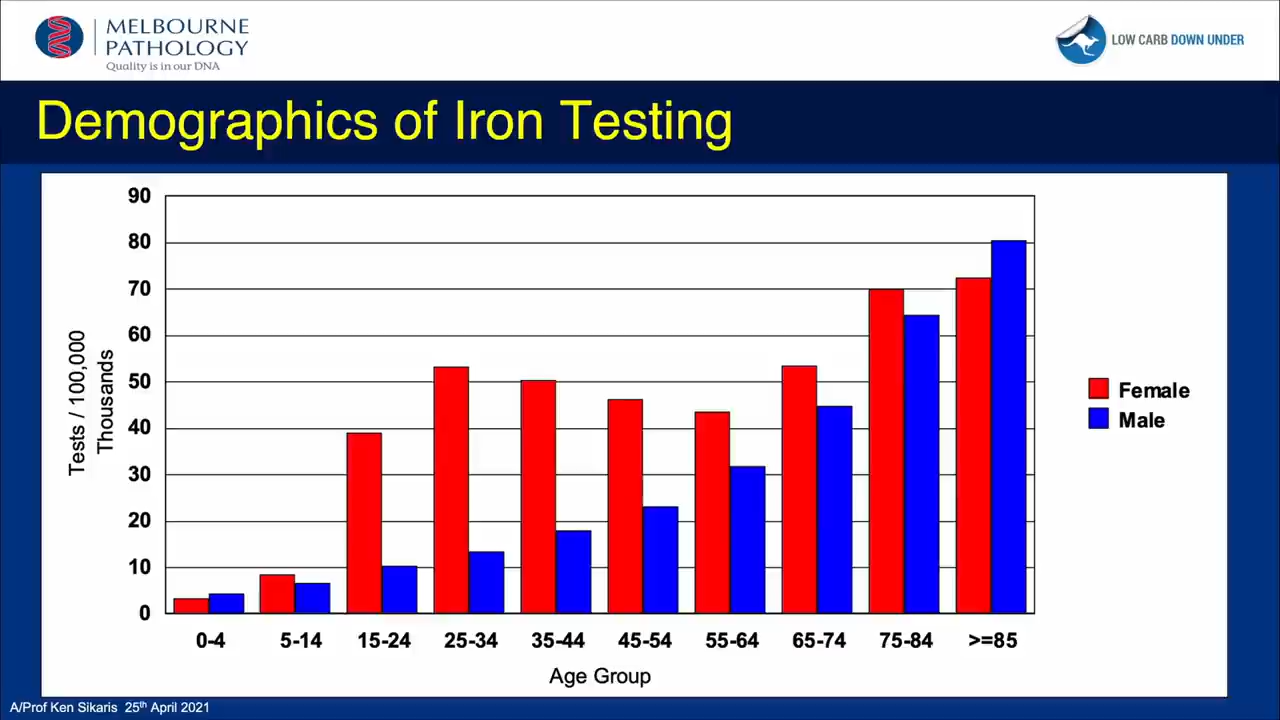 MELBOURNE
PATHOLOGY
Quality is in our DNA
LOW CARB DOWN UNDER
Demographics of Iron Testing
90
80
70
60
50
40
30
20
10
0
Tests / 100,000
Thousands
0-4 5-14 15-24 25-34 35-44 45-54 55-64 65-74 75-84 >=85
Age Group
Female
Male
A/Prof Ken Sikaris 25th April 2021